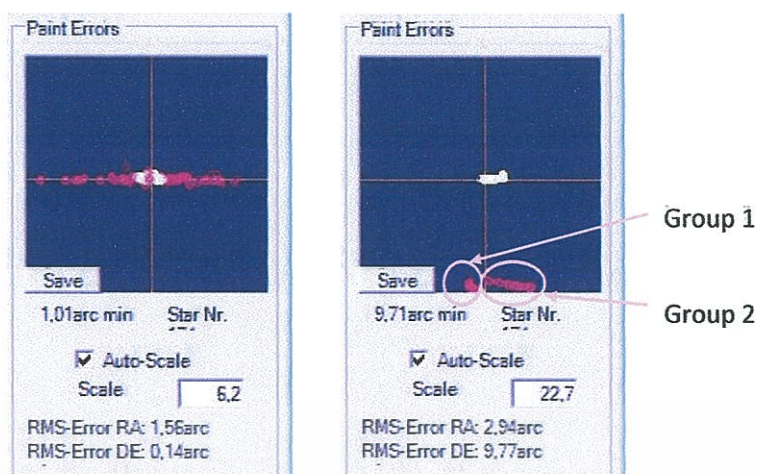 Paint Errors
Save
1,01arc min Star Nr.
Auto-Scale
Scale 6,2
RMS-Error RA: 1,56arc
RMS-Error DE: 0,14arc
Paint Errors
Save
9,71arc min Star Nr.
Auto-Scale
Scale 22,7
RMS-Error RA: 2,94arc
RMS-Error DE: 9,77arc
Group 1
Group 2